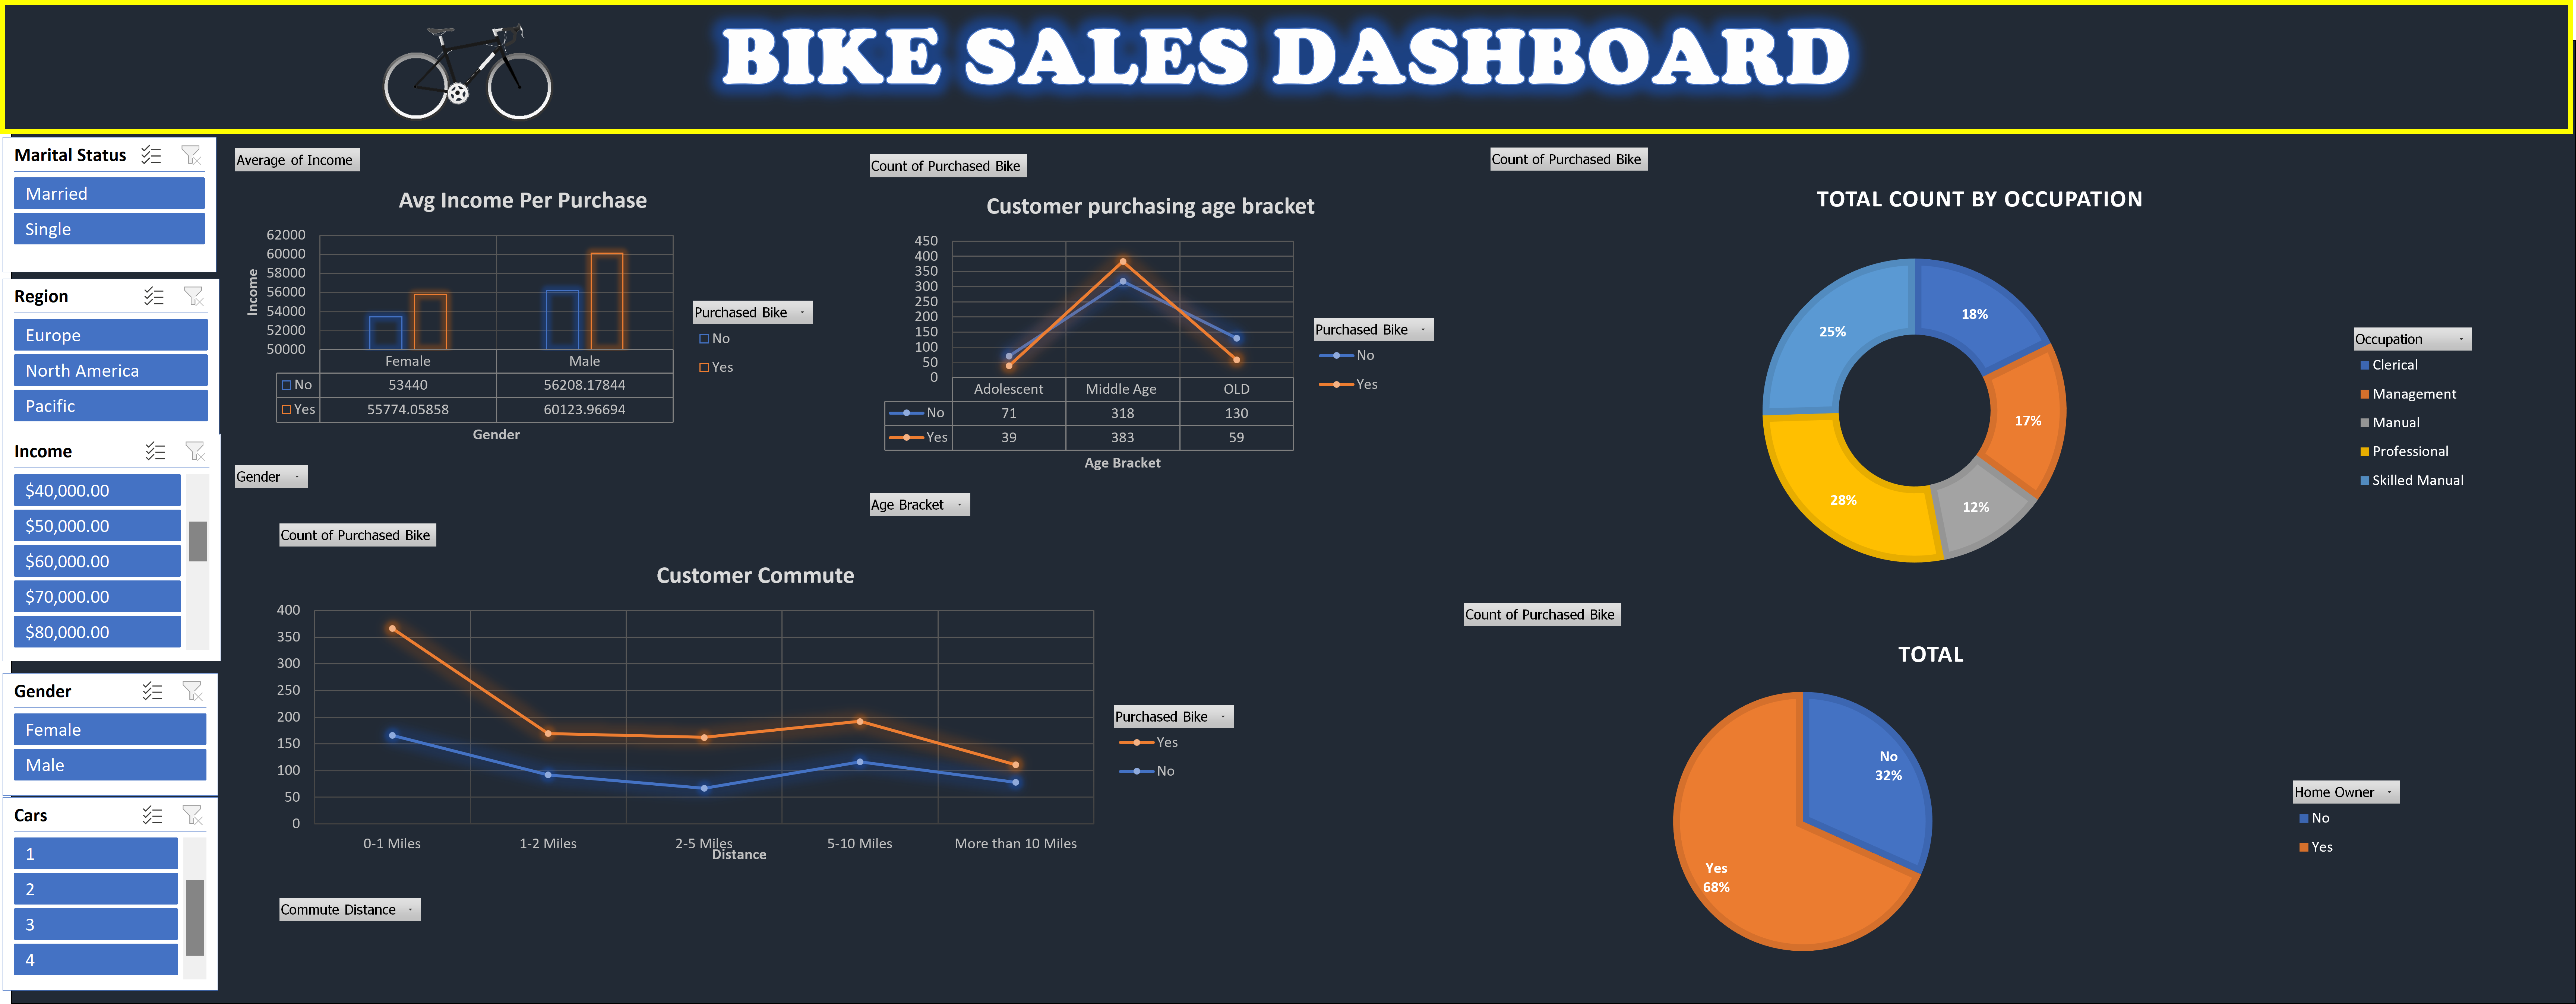 BIKE SALES DASHBOARD
Marital Status
Married
Single
Region
Europe
North America
Pacific
Income
$40,000.00
$50,000.00
$60,000.00
$70,000.00
$80,000.00
Gender
Female
Male
Cars
1
2
3
4
Average of Income
Avg Income Per Purchase
62000
60000
58000
56000
54000
52000
50000
Income
Female Male
No 53440 56208.17844
Yes 55774.05858 60123.96694
Gender
Purchased Bike
No
Yes
Gender
Count of Purchased Bike
Customer purchasing age bracket
450
400
350
300
250
200
150
100
50
0
Adolescent Middle Age OLD
No 71 318 130
Yes 39 383 59
Age Bracket
Purchased Bike
No
Yes
Age Bracket
Count of Purchased Bike
TOTAL COUNT BY OCCUPATION
18%
17%
12%
28%
25%
Occupation
Clerical
Management
Manual
Professional
Skilled Manual
Count of Purchased Bike
Customer Commute
400
350
300
250
200
150
100
50
0
0-1 Miles 1-2 Miles 2-5 Miles 5-10 Miles More than 10 Miles
Distance
Purchased Bike
Yes
No
Commute Distance
Count of Purchased Bike
TOTAL
No
32%
Yes
68%
Home Owner
No
Yes